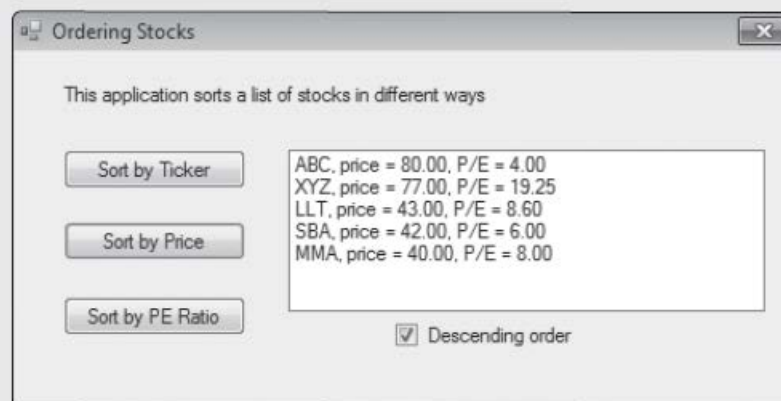 Ordering Stocks
This application sorts a list of stocks in different ways
Sort by Ticker
Sort by Price
Sort by PE Ratio
ABC, price = 80.00, P/E = 4.00
XYZ, price = 77.00, P/E = 19.25
LLT, price = 43.00, P/E = 8.60
SBA, price = 42.00, P/E = 6.00
MMA, price = 40.00, P/E = 8.00
Descending order